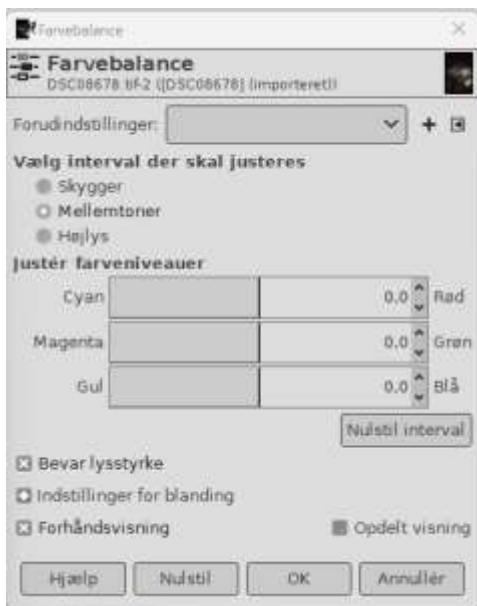 Farvebalance
Farvebalance
DSC08678.tif-2 ([DSC08678] (importeret))
Forudindstillinger:
Vælg interval der skal justeres
Skygger
Mellemtoner
Højlys
Justér farveniveauer
Cyan 0,0 Rød
Magenta 0,0 Grøn
Gul 0,0 Blå
Nulstil interval
Bevar lysstyrke
Indstillinger for blanding
Forhåndsvisning Opdelt visning
Hjælp Nulstil OK Annullér